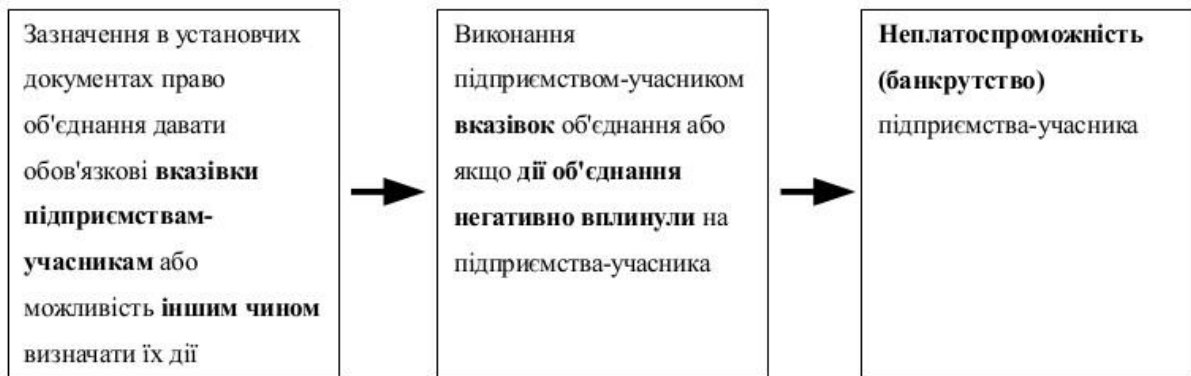 Зазначення в установчих
документах право
об'єднання давати
обов'язкові вказівки
підприємствам-
учасникам або
можливість іншим чином
визначати їх дії
Виконання
підприємством-учасником
вказівок об'єднання або
якщо дії об'єднання
негативно вплинули на
підприємства-учасника
Неплатоспроможність
(банкрутство)
підприємства-учасника